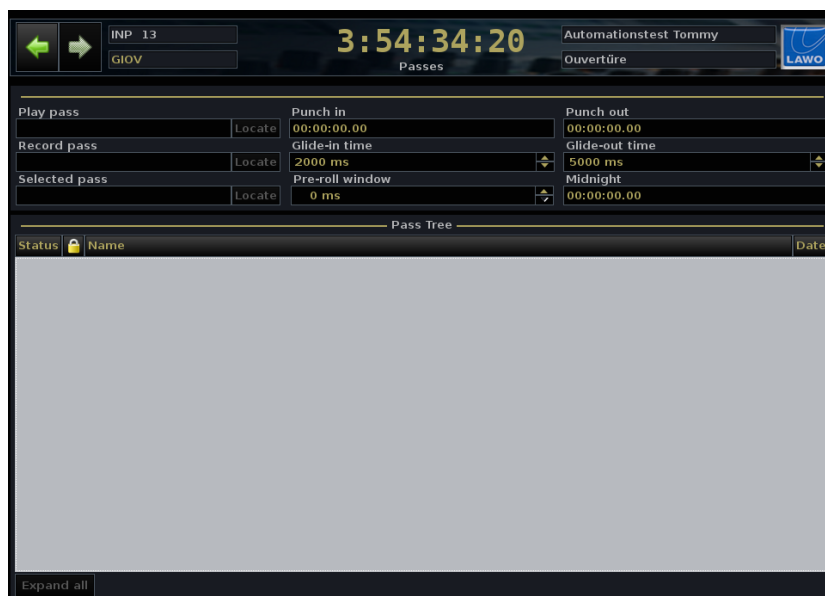 INP 13
GIOV
3:54:34:20
Passes
Automationstest Tommy
Ouvertüre
LAWO
Play pass
Punch in
Punch out
Locate
00:00:00.00
00:00:00.00
Record pass
Glide-in time
Glide-out time
Locate
2000 ms
5000 ms
Selected pass
Pre-roll window
Midnight
Locate
0 ms
00:00:00.00
Pass Tree
Status Name Date
Expand all